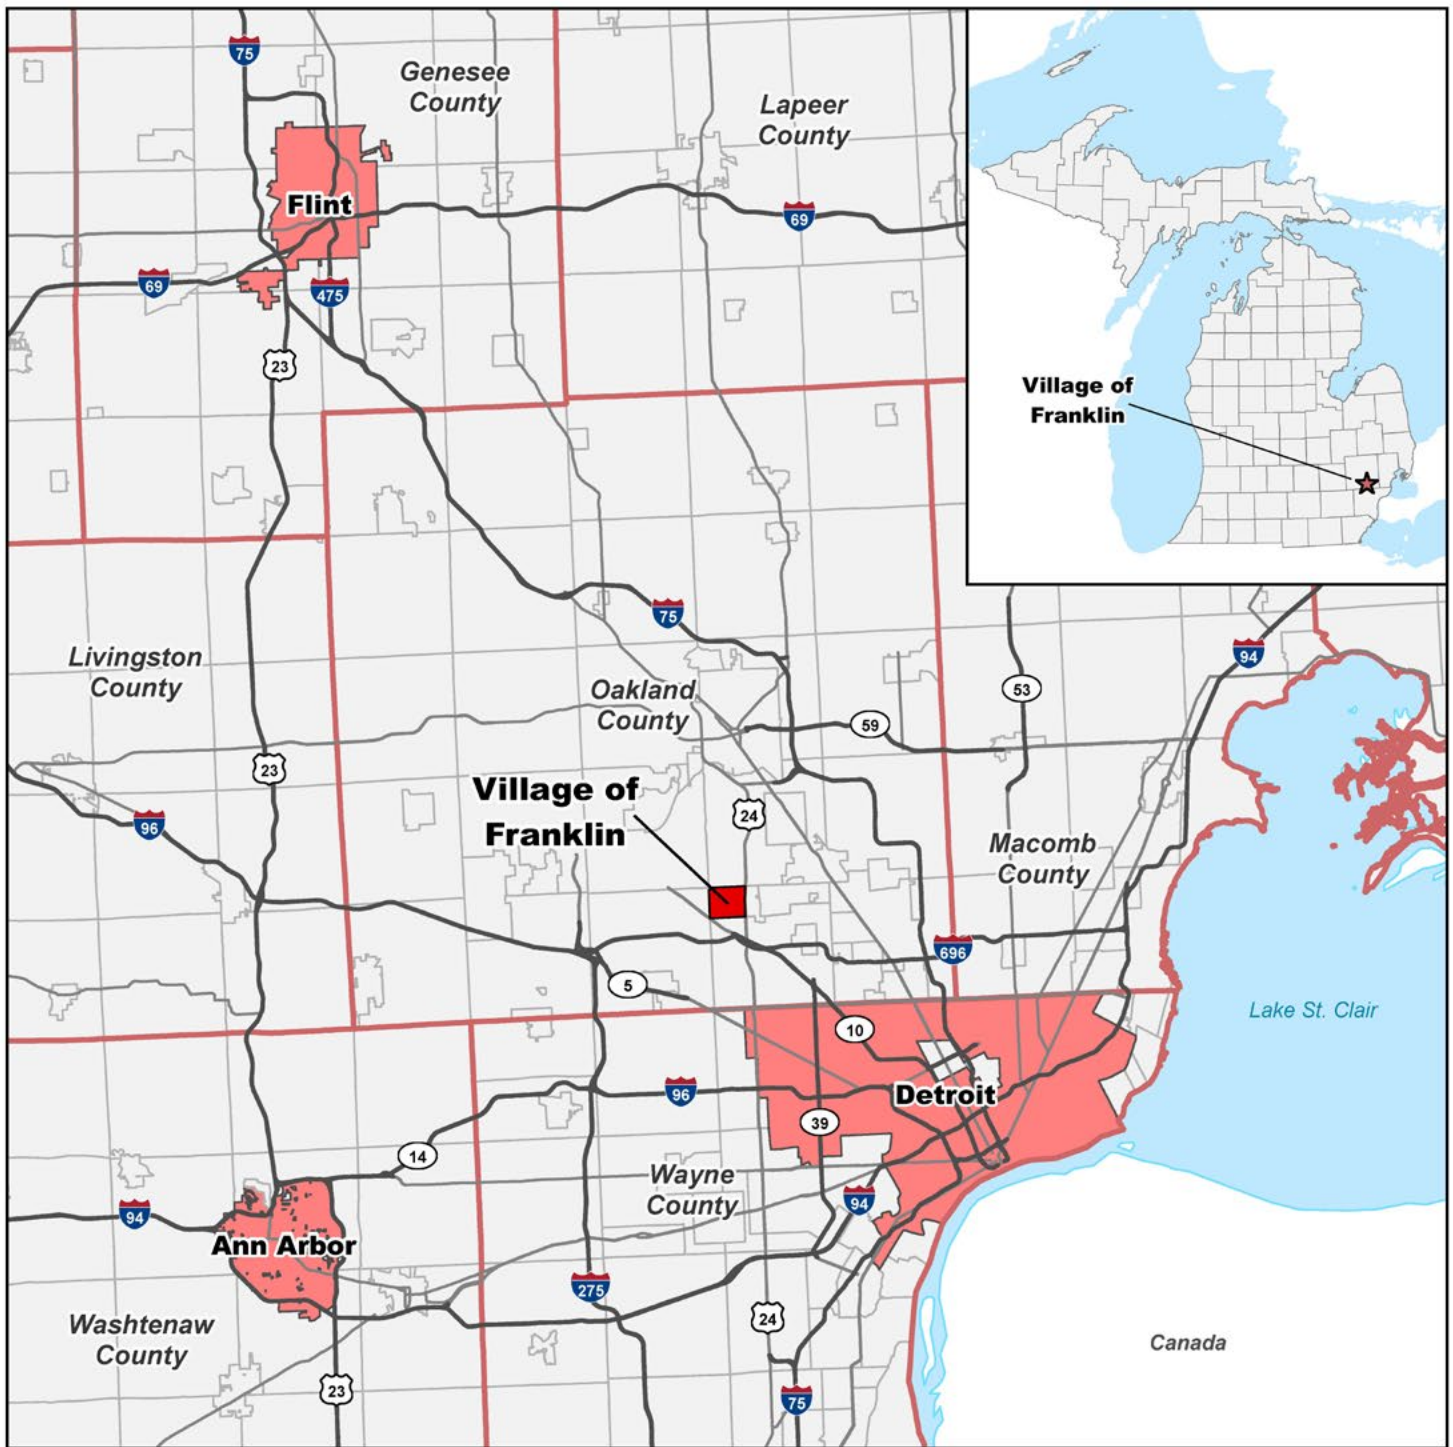 75
Genesee
County
Lapeer
County
Flint
69
69
475
23
Village of
Franklin
75
94
Livingston
County
Oakland
County
53
59
23
Village of
Franklin
24
96
Macomb
County
696
5
Lake St. Clair
10
96
Detroit
39
14
Wayne
County
94
94
Ann Arbor
275
24
Washtenaw
County
Canada
23
75